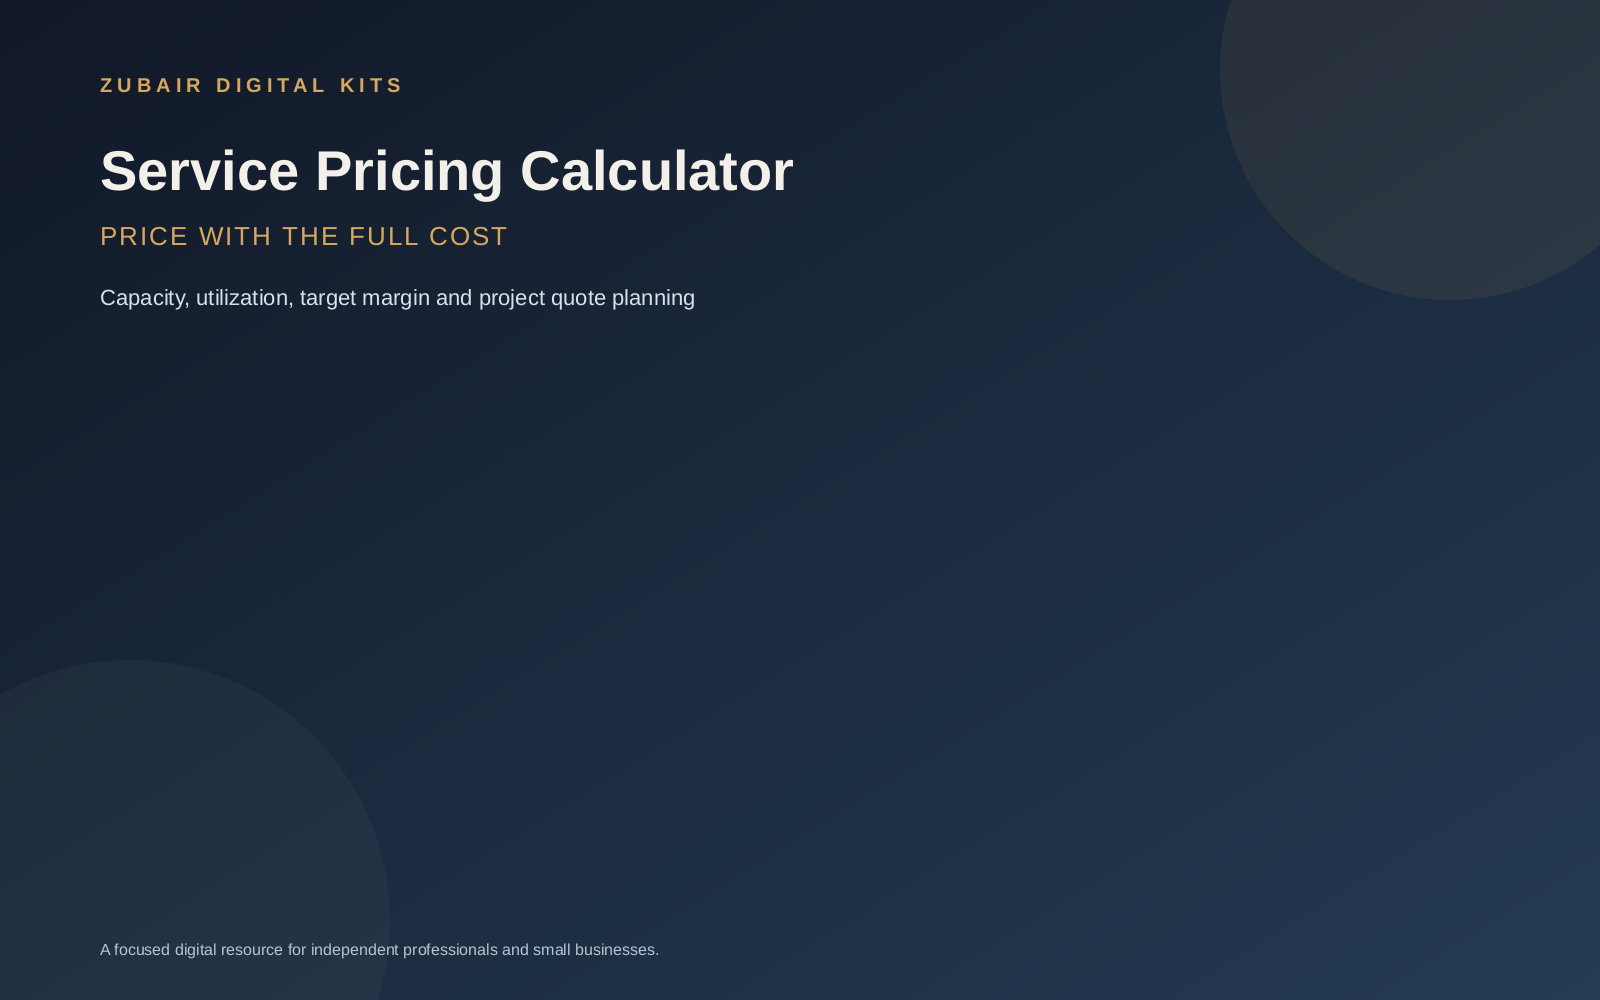 ZUBAIR DIGITAL KITS
Service Pricing Calculator
PRICE WITH THE FULL COST
Capacity, utilization, target margin and project quote planning
A focused digital resource for independent professionals and small businesses.